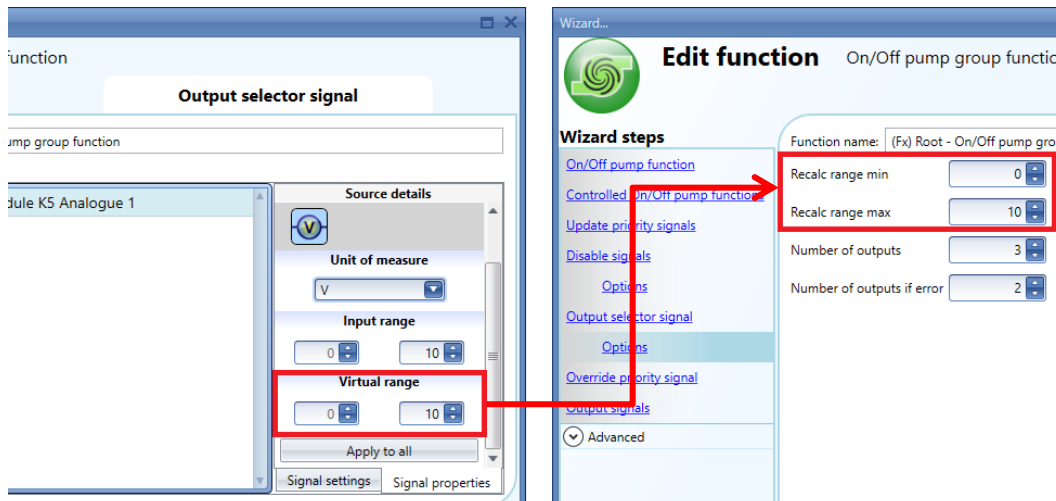 function
Output selector signal
ump group function
dule K5 Analogue 1
Source details
V
Unit of measure
V
Input range
0 10
Virtual range
0 10
Apply to all
Signal settings Signal properties
Wizard...
Edit function On/Off pump group functio
Wizard steps
On/Off pump function
Controlled On/Off pump functions
Update priority signals
Disable signals
Options
Output selector signal
Options
Override priority signal
Output signals
Advanced
Function name: (Fx) Root - On/Off pump gro
Recalc range min 0
Recalc range max 10
Number of outputs 3
Number of outputs if error 2